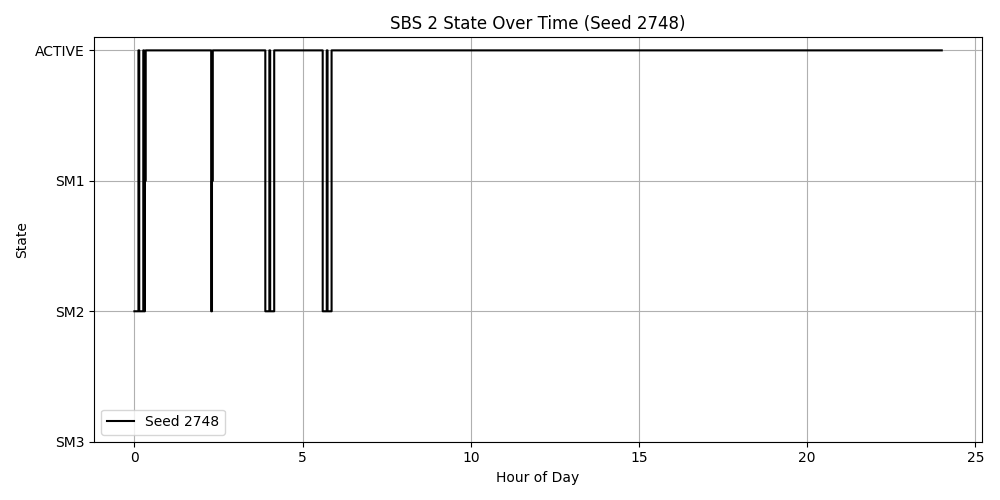 SBS 2 State Over Time (Seed 2748)
ACTIVE
SM1
SM2
SM3
State
Seed 2748
0 5 10 15 20 25
Hour of Day